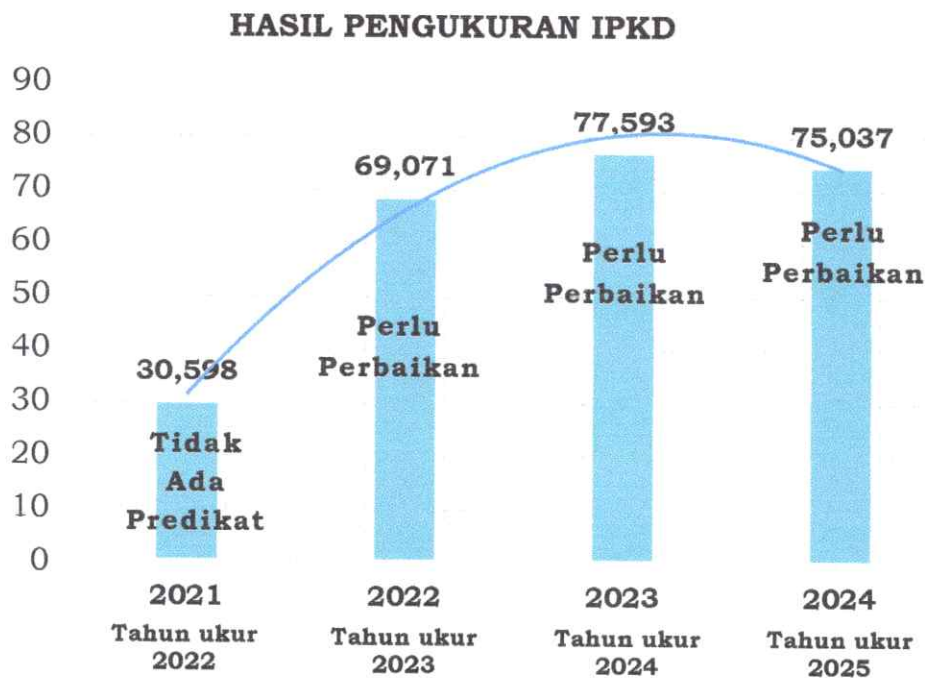 HASIL PENGUKURAN IPKD
90
80
70
60
50
40
30
20
10
0
30,598
69,071
77,593
75,037
Tidak
Ada
Predikat
Perlu
Perbaikan
Perlu
Perbaikan
Perlu
Perbaikan
2021
Tahun ukur
2022
2022
Tahun ukur
2023
2023
Tahun ukur
2024
2024
Tahun ukur
2025